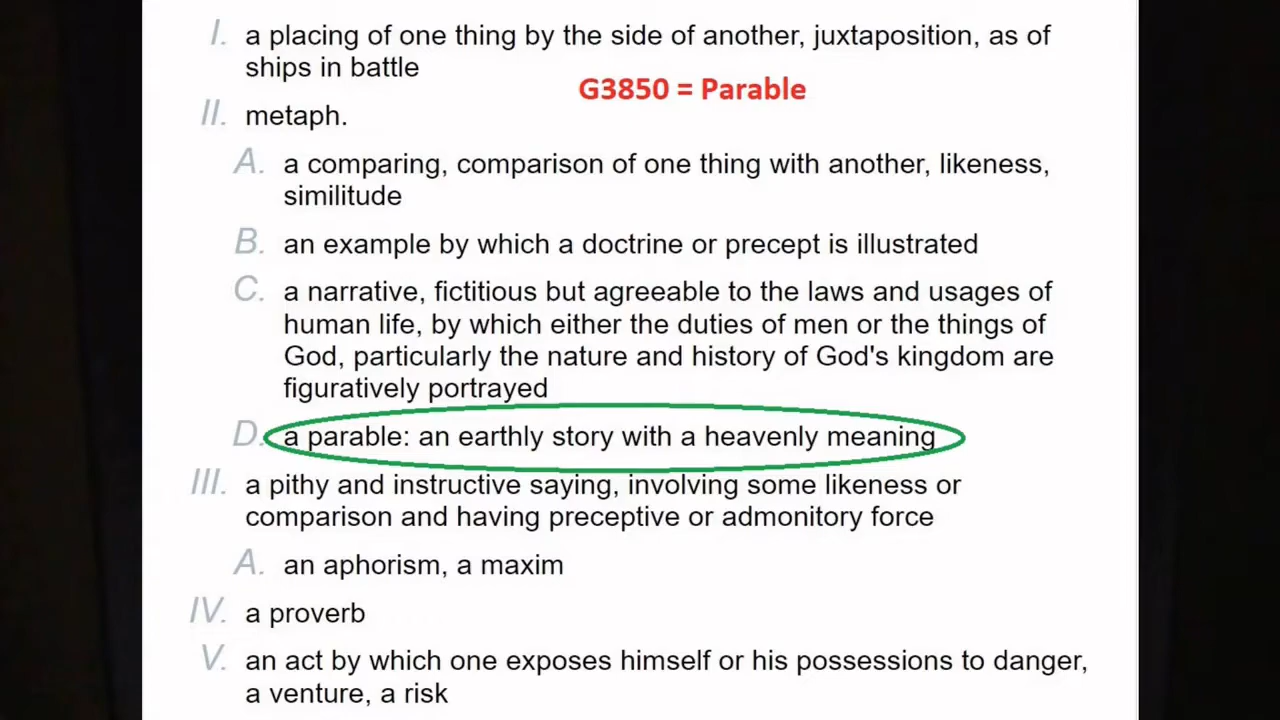 I. a placing of one thing by the side of another, juxtaposition, as of
ships in battle
G3850 = Parable
II. metaph.
A. a comparing, comparison of one thing with another, likeness,
similitude
B. an example by which a doctrine or precept is illustrated
C. a narrative, fictitious but agreeable to the laws and usages of
human life, by which either the duties of men or the things of
God, particularly the nature and history of God's kingdom are
figuratively portrayed
D. a parable: an earthly story with a heavenly meaning
III. a pithy and instructive saying, involving some likeness or
comparison and having preceptive or admonitory force
A. an aphorism, a maxim
IV. a proverb
V. an act by which one exposes himself or his possessions to danger,
a venture, a risk